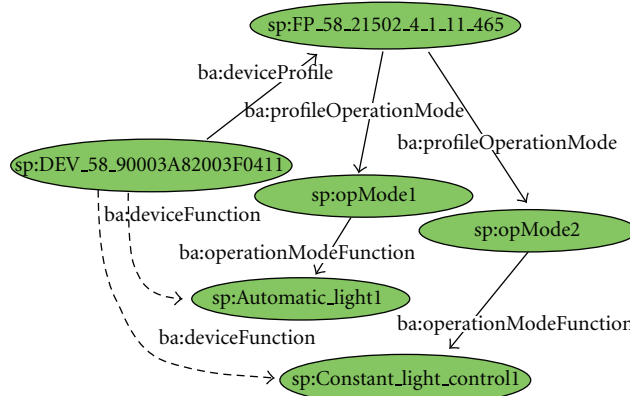 sp:FP_58_21502_4_1_11_465
ba:deviceProfile
ba:profileOperationMode
ba:profileOperationMode
sp:DEV_58_90003A82003F0411
sp:opMode1
ba:deviceFunction
sp:opMode2
ba:operationModeFunction
sp:Automatic_light1
ba:operationModeFunction
ba:deviceFunction
sp:Constant_light_control1